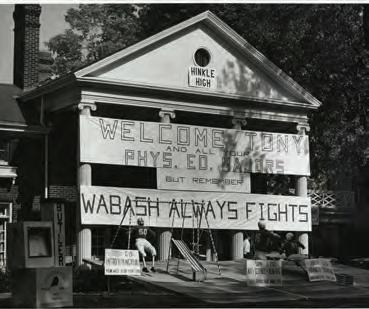 HINKLE
HIGH
WELCOME, TONY
AND ALL YOUR
PHYS. ED. MAJORS
BUT REMEMBER
WABASH ALWAYS FIGHTS